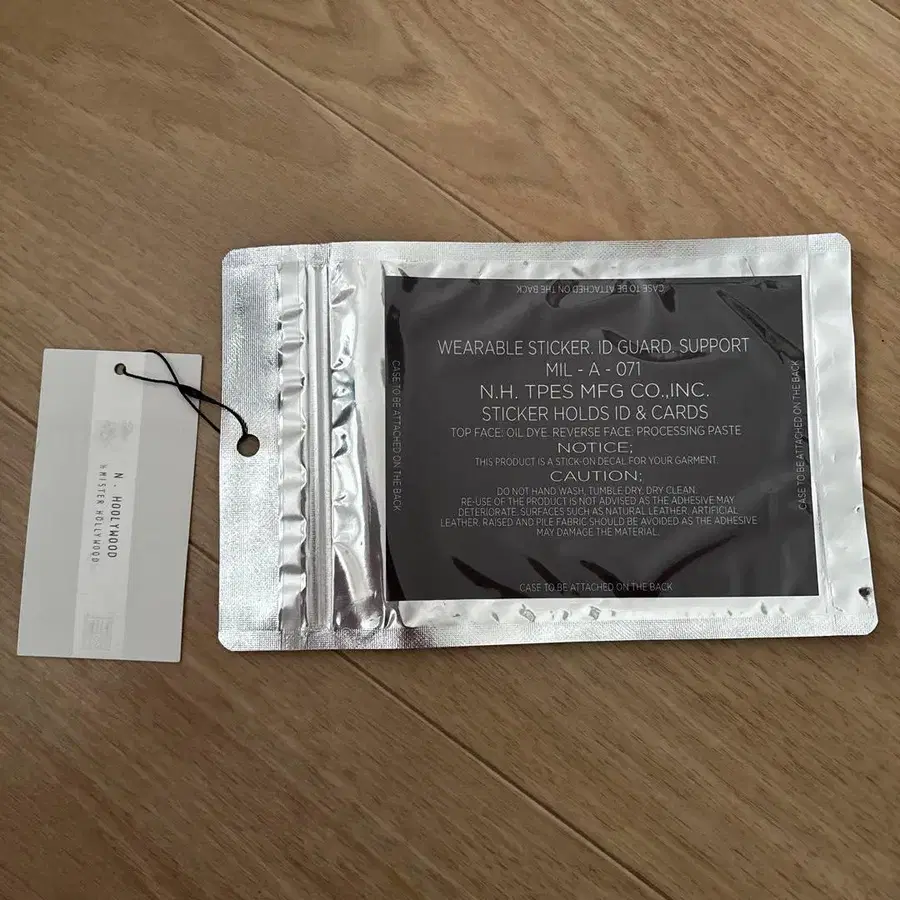 N . HOOLYWOOD
MISTER HOLLYWOOD
CASE TO BE ATTACHED ON THE BACK
CASE TO BE ATTACHED ON THE BACK
WEARABLE STICKER. ID GUARD SUPPORT
MIL - A - 071
N.H. TPES MFG CO.,INC.
STICKER HOLDS ID & CARDS
TOP FACE: OIL DYE. REVERSE FACE: PROCESSING PASTE
NOTICE;
THIS PRODUCT IS A STICK-ON DECAL FOR YOUR GARMENT.
CAUTION;
DO NOT HAND WASH, TUMBLE DRY, DRY CLEAN.
RE-USE OF THE PRODUCT IS NOT ADVISED AS THE ADHESIVE MAY
DETERIORATE. SURFACES SUCH AS NATURAL LEATHER, ARTIFICIAL
LEATHER, RAISED AND PILE FABRIC SHOULD BE AVOIDED AS THE ADHESIVE
MAY DAMAGE THE MATERIAL.
CASE TO BE ATTACHED ON THE BACK
CASE TO BE ATTACHED ON THE BACK